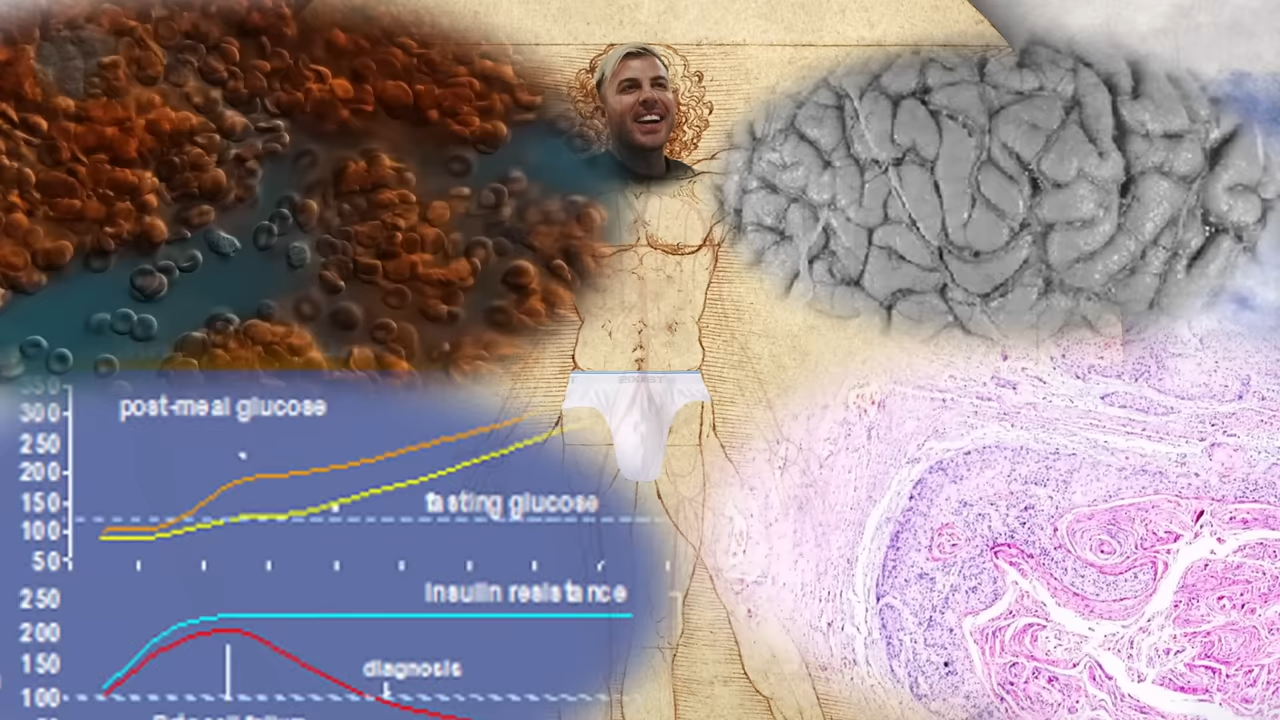 350
300
post-meal glucose
250
200
150
fasting glucose
100
50
Insulin resistance
250
200
150
diagnosis
100